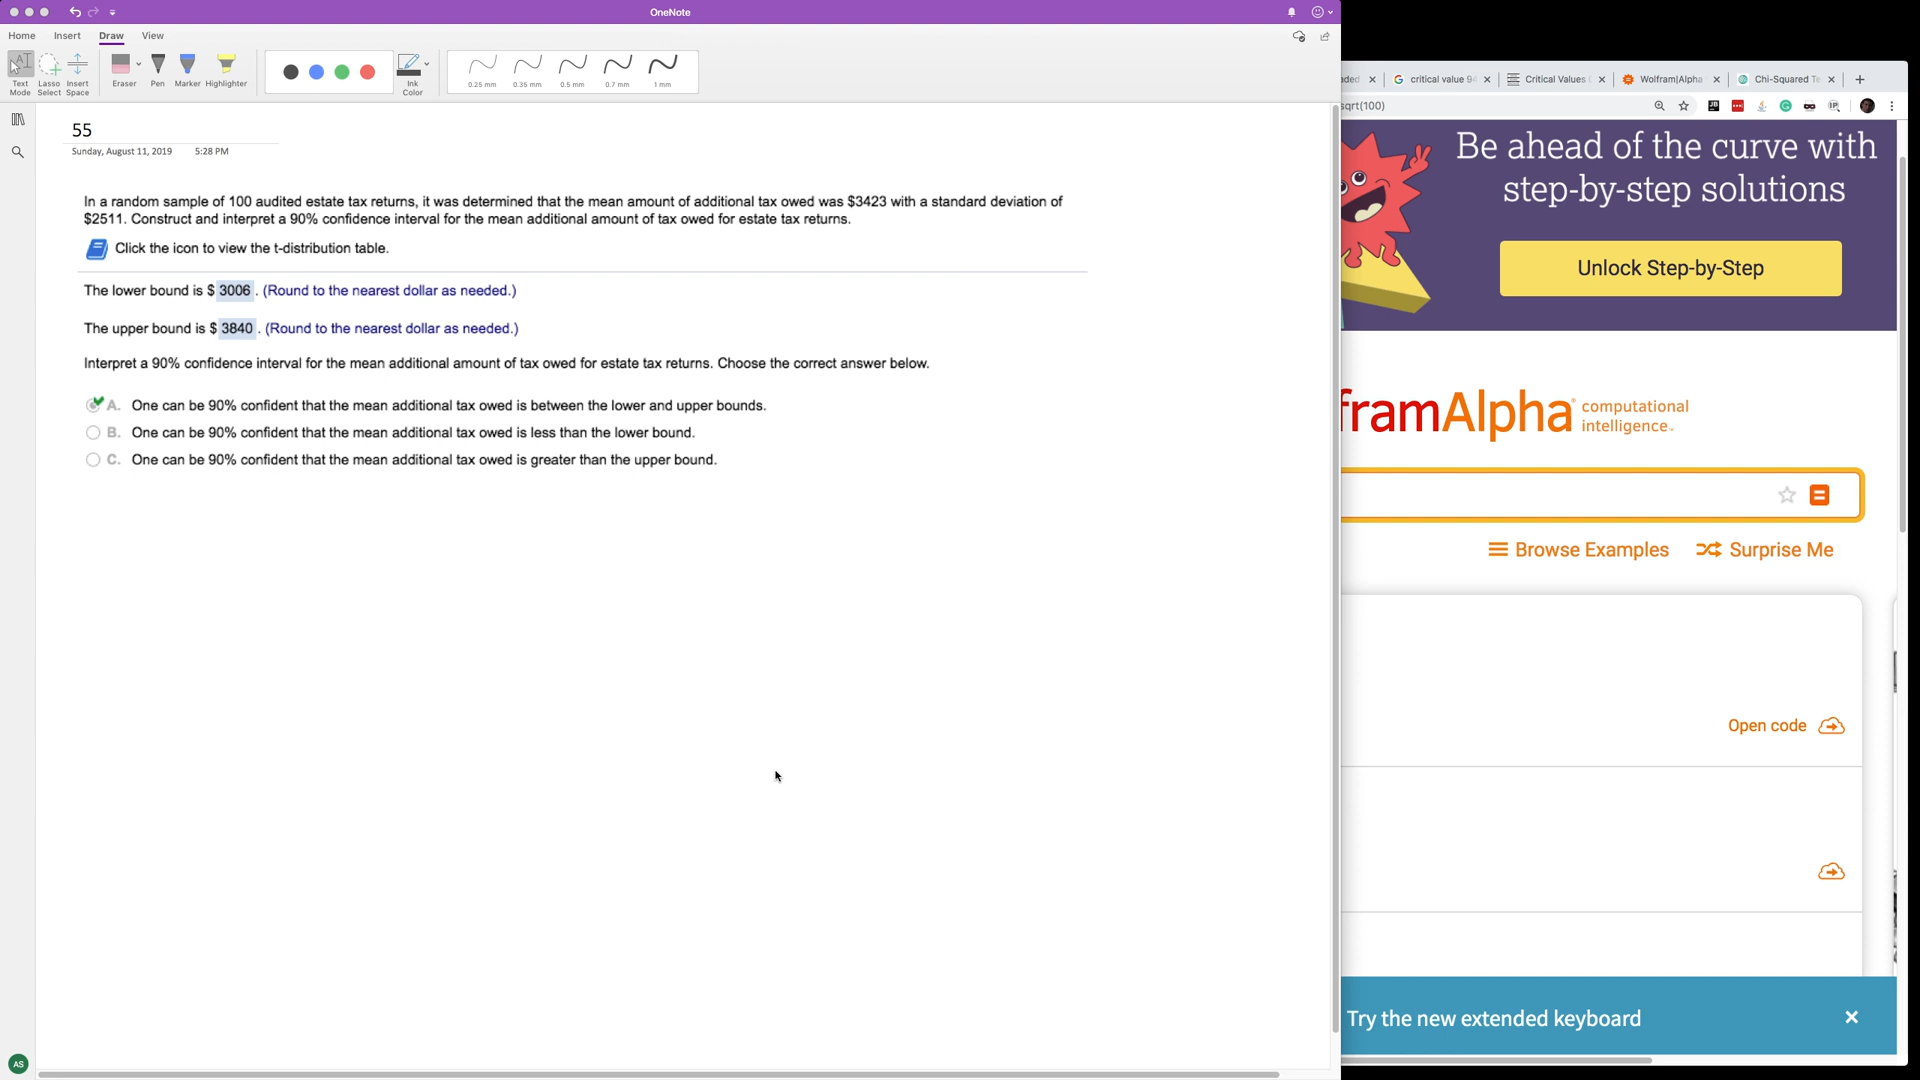 OneNote
Home Insert Draw View
Text Mode
Lasso Select
Insert Space
Eraser
Pen
Marker
Highlighter
Ink Color
0.25 mm 0.35 mm 0.5 mm 0.7 mm 1 mm
55
Sunday, August 11, 2019 5:28 PM
In a random sample of 100 audited estate tax returns, it was determined that the mean amount of additional tax owed was $3423 with a standard deviation of
$2511. Construct and interpret a 90% confidence interval for the mean additional amount of tax owed for estate tax returns.
Click the icon to view the t-distribution table.
The lower bound is $ 3006 . (Round to the nearest dollar as needed.)
The upper bound is $ 3840 . (Round to the nearest dollar as needed.)
Interpret a 90% confidence interval for the mean additional amount of tax owed for estate tax returns. Choose the correct answer below.
A. One can be 90% confident that the mean additional tax owed is between the lower and upper bounds.
B. One can be 90% confident that the mean additional tax owed is less than the lower bound.
C. One can be 90% confident that the mean additional tax owed is greater than the upper bound.
AS
critical value 94 Critical Values Wolfram|Alpha Chi-Squared Te
sqrt(100)
Be ahead of the curve with
step-by-step solutions
Unlock Step-by-Step
framAlpha computational
intelligence™
Browse Examples Surprise Me
Open code
Try the new extended keyboard